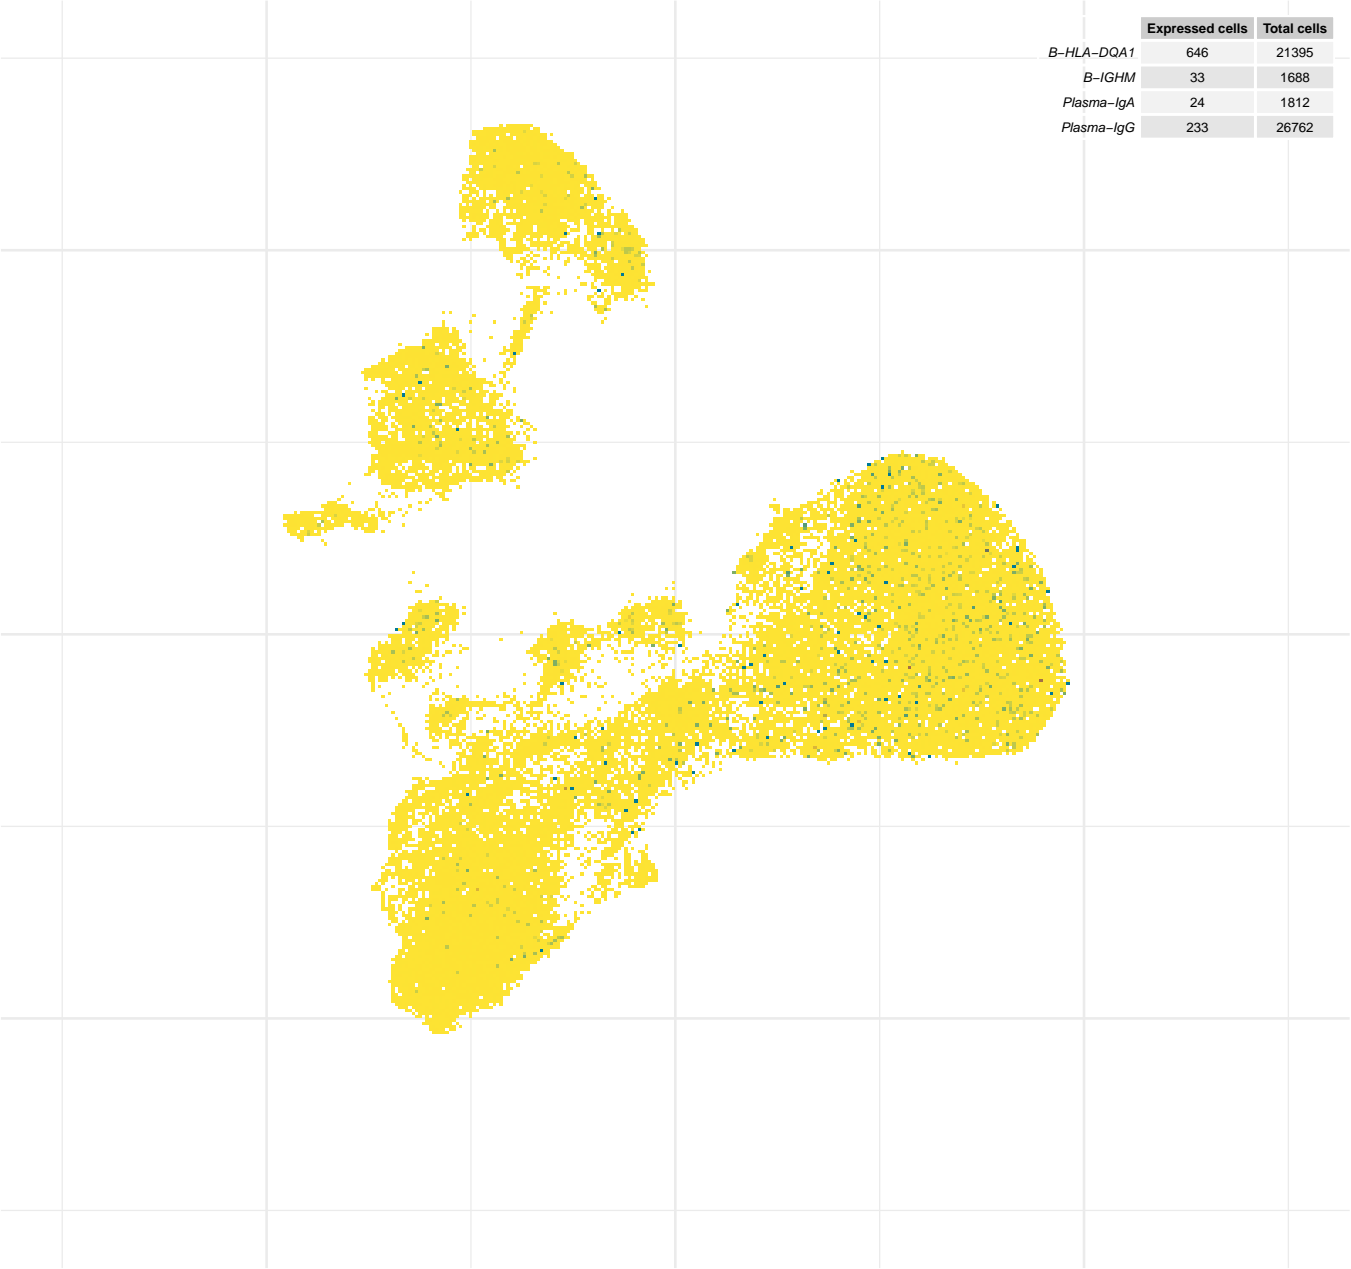 Expressed cells Total cells
B−HLA−DQA1 646 21395
B−IGHM 33 1688
Plasma−IgA 24 1812
Plasma−IgG 233 26762